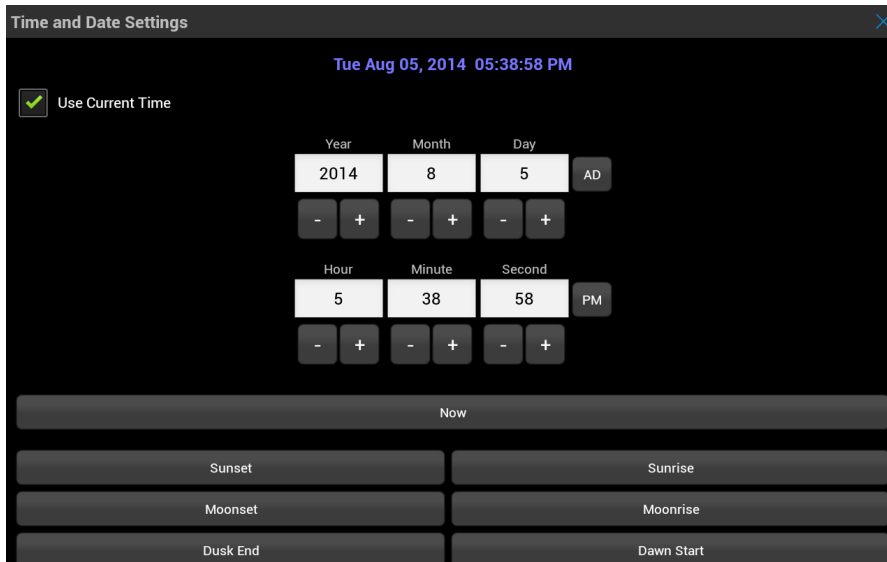 Time and Date Settings
Tue Aug 05, 2014 05:38:58 PM
Use Current Time
Year Month Day
2014 8 5 AD
- + - + - +
Hour Minute Second
5 38 58 PM
- + - + - +
Now
Sunset Sunrise
Moonset Moonrise
Dusk End Dawn Start